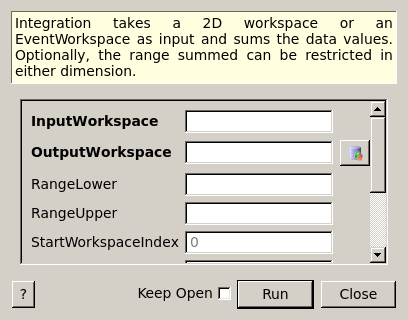 Integration takes a 2D workspace or an
EventWorkspace as input and sums the data values.
Optionally, the range summed can be restricted in
either dimension.
InputWorkspace
OutputWorkspace
RangeLower
RangeUpper
StartWorkspaceIndex 0
? Keep Open Run Close